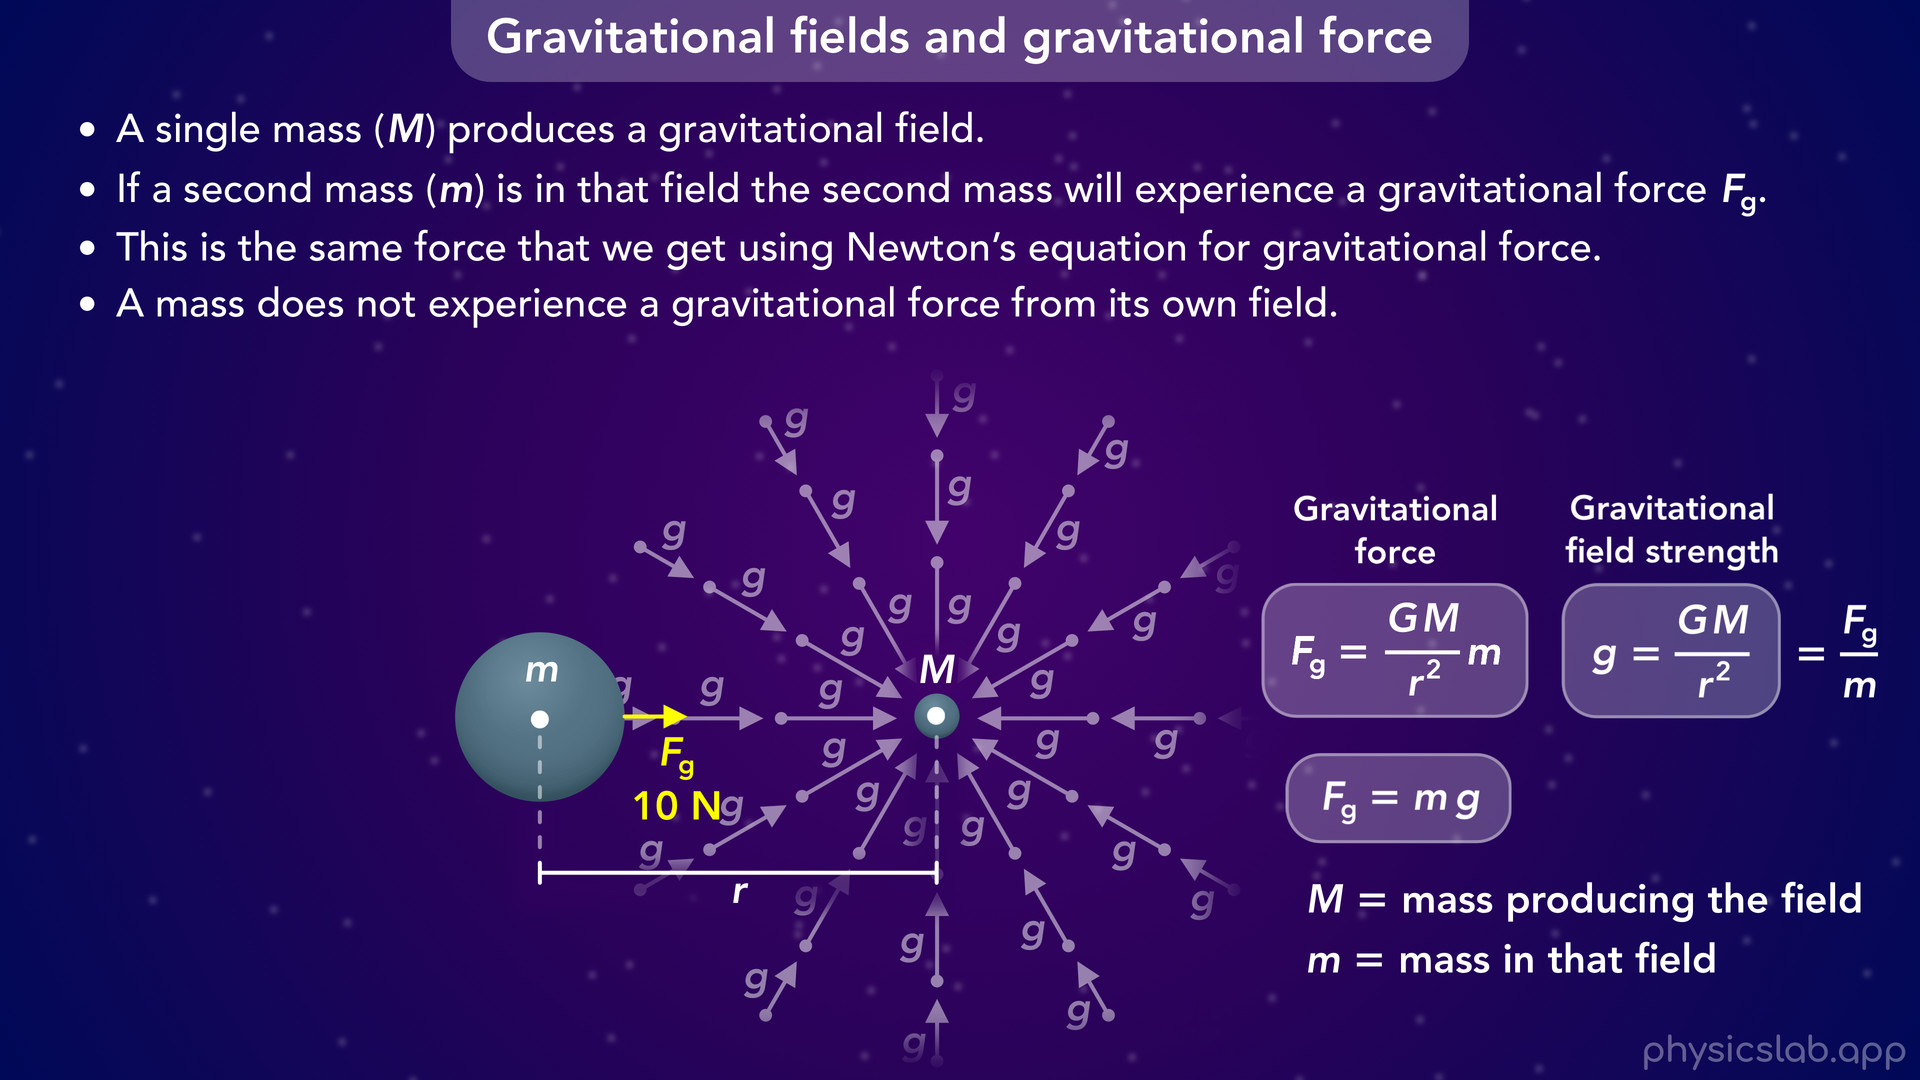 Gravitational fields and gravitational force
• A single mass (M) produces a gravitational field.
• If a second mass (m) is in that field the second mass will experience a gravitational force Fg.
• This is the same force that we get using Newton’s equation for gravitational force.
• A mass does not experience a gravitational force from its own field.
g
g g
g
g g
g g
g g
g g g
g g
M
m
g g g g
Fg
10 N
g g g
g
g g
g g
g g
g g
r
g g
g g
g g
g
Gravitational
force
Fg = GM/r² m
Gravitational
field strength
g = GM/r² = Fg/m
Fg = m g
M = mass producing the field
m = mass in that field
physicslab.app